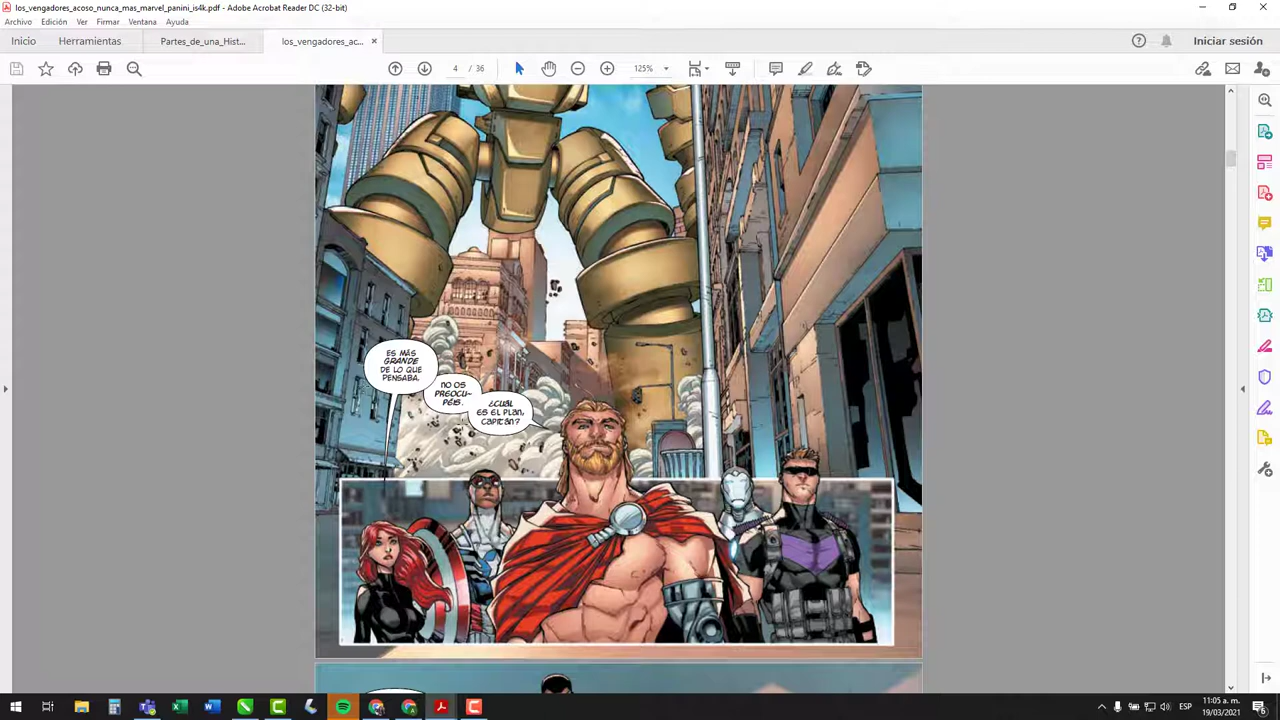 los_vengadores_acoso_nunca_mas_marvel_panini_is4k.pdf - Adobe Acrobat Reader DC (32-bit)
Archivo Edición Ver Firmar Ventana Ayuda
Inicio Herramientas Partes_de_una_Hist... los_vengadores_ac... Iniciar sesión
4 / 36 125%
ES MÁS
GRANDE
DE LO QUE
PENSABA.
NO OS
PREOCU-
PÉIS.
¿CUÁL
ES EL PLAN,
CAPITÁN?
ESP
11:05 a. m.
19/03/2021